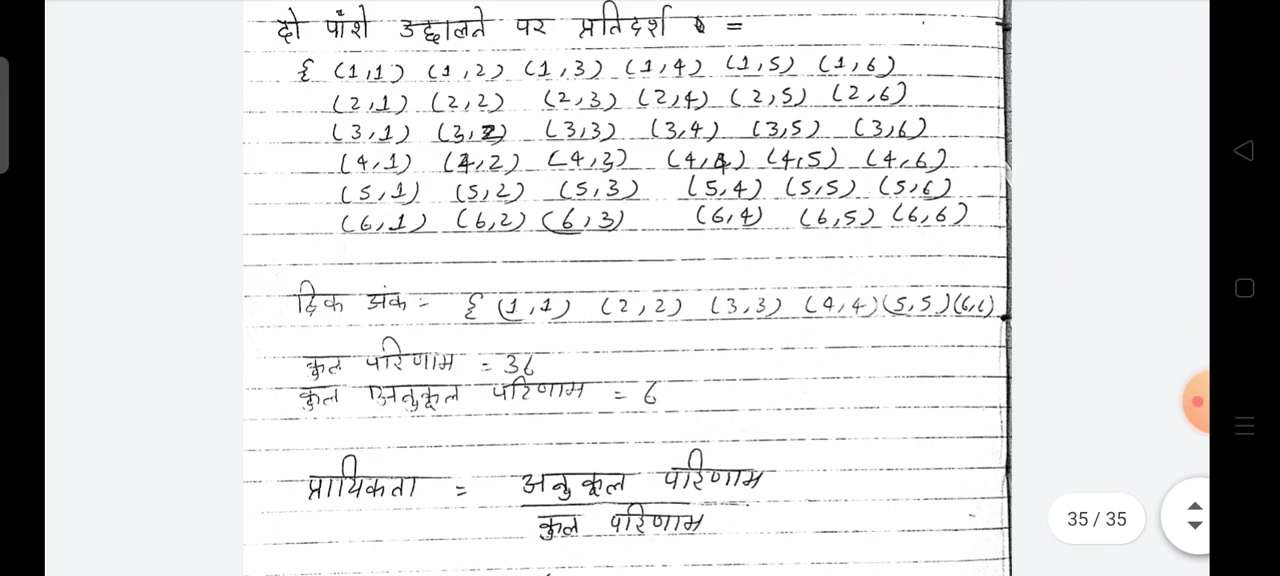 दो पाँशे उद्दालते पर प्रतिदर्श =
{ (1,1) (1,2) (1,3) (1,4) (1,5) (1,6)
(2,1) (2,2) (2,3) (2,4) (2,5) (2,6)
(3,1) (3,2) (3,3) (3,4) (3,5) (3,6)
(4,1) (4,2) (4,3) (4,4) (4,5) (4,6)
(5,1) (5,2) (5,3) (5,4) (5,5) (5,6)
(6,1) (6,2) (6,3) (6,4) (6,5) (6,6)
द्विक अंक:- { (1,1) (2,2) (3,3) (4,4) (5,5) (6,6)
कुल परिणाम = 36
कुल अनुकूल परिणाम = 6
प्रायिकता = अनुकूल परिणाम
कुल परिणाम
35 / 35